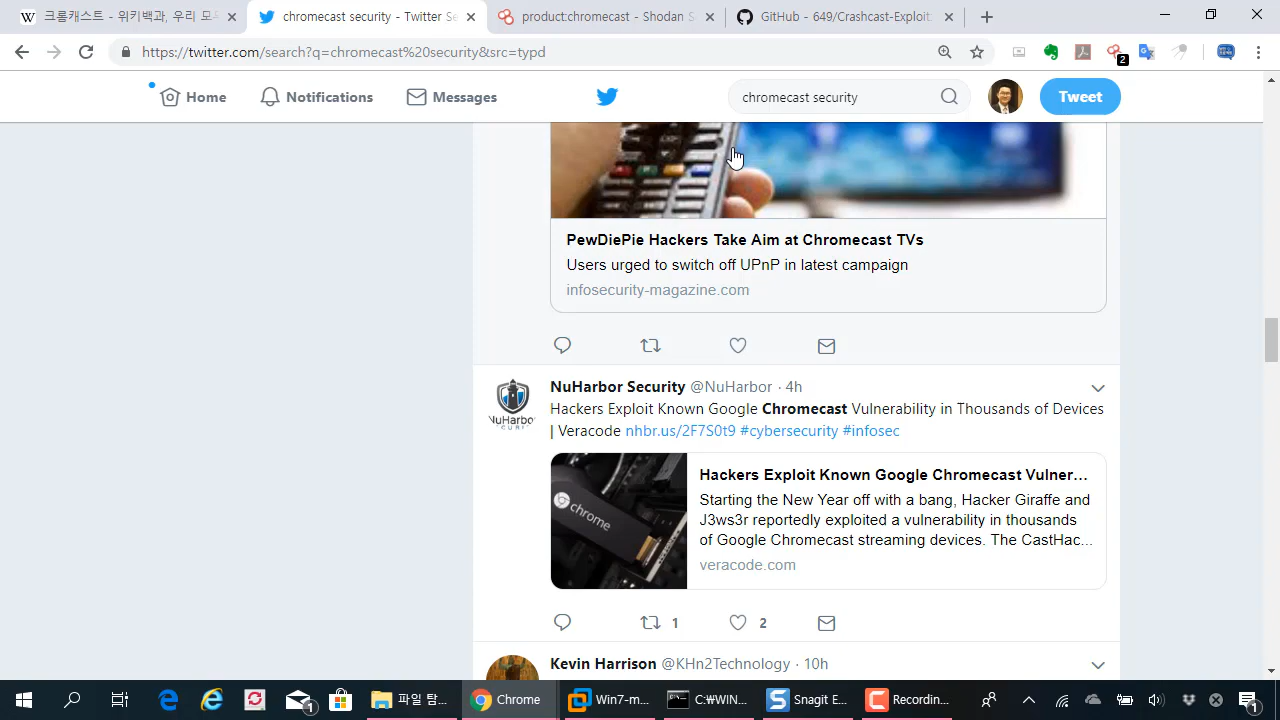 크롬캐스트 - 위키백과, 우리 모두
chromecast security - Twitter Se
product:chromecast - Shodan S
GitHub - 649/Crashcast-Exploit:
https://twitter.com/search?q=chromecast%20security&src=typd
2
Home
Notifications
Messages
chromecast security
Tweet
PewDiePie Hackers Take Aim at Chromecast TVs
Users urged to switch off UPnP in latest campaign
infosecurity-magazine.com
NuHarbor Security @NuHarbor · 4h
Hackers Exploit Known Google Chromecast Vulnerability in Thousands of Devices
| Veracode nhbr.us/2F7S0t9 #cybersecurity #infosec
NuHarbor
chrome
Hackers Exploit Known Google Chromecast Vulner...
Starting the New Year off with a bang, Hacker Giraffe and
J3ws3r reportedly exploited a vulnerability in thousands
of Google Chromecast streaming devices. The CastHac...
veracode.com
1
2
Kevin Harrison @KHn2Technology · 10h
1
파일 탐...
Chrome
Win7-m...
C:₩WIN...
Snagit E...
Recordin...
1